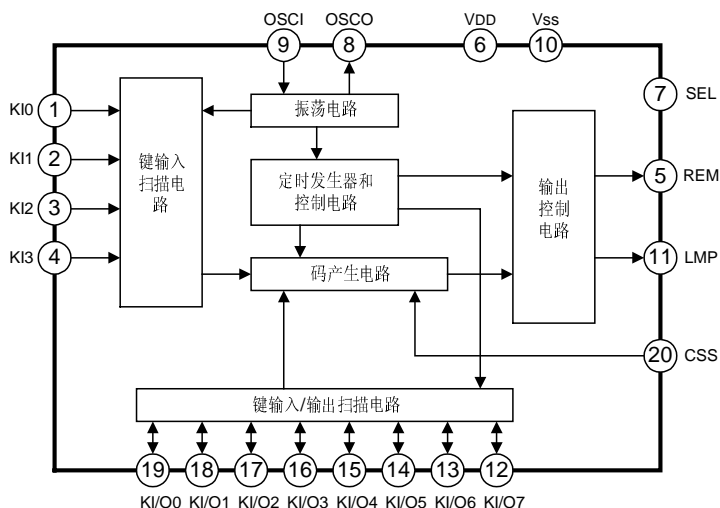 OSCI OSCO VDD Vss
9 8 6 10
7 SEL
KI0 1
振荡电路
KI1 2
键输入
扫描电
路
定时发生器和
控制电路
输出
控制
电路
5 REM
KI2 3
KI3 4
码产生电路
11 LMP
20 CSS
键输入/输出扫描电路
19 18 17 16 15 14 13 12
KI/O0 KI/O1 KI/O2 KI/O3 KI/O4 KI/O5 KI/O6 KI/O7